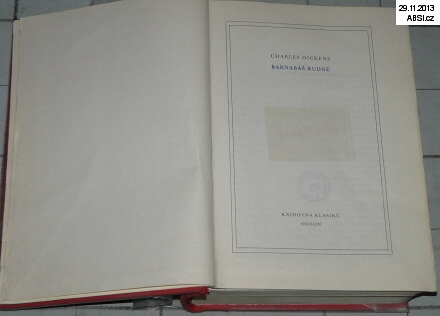 29.11.2013
ABSI.cz
CHARLES DICKENS
BARNABÁŠ RUDGE
KNIHOVNA KLASIKŮ
ODEON